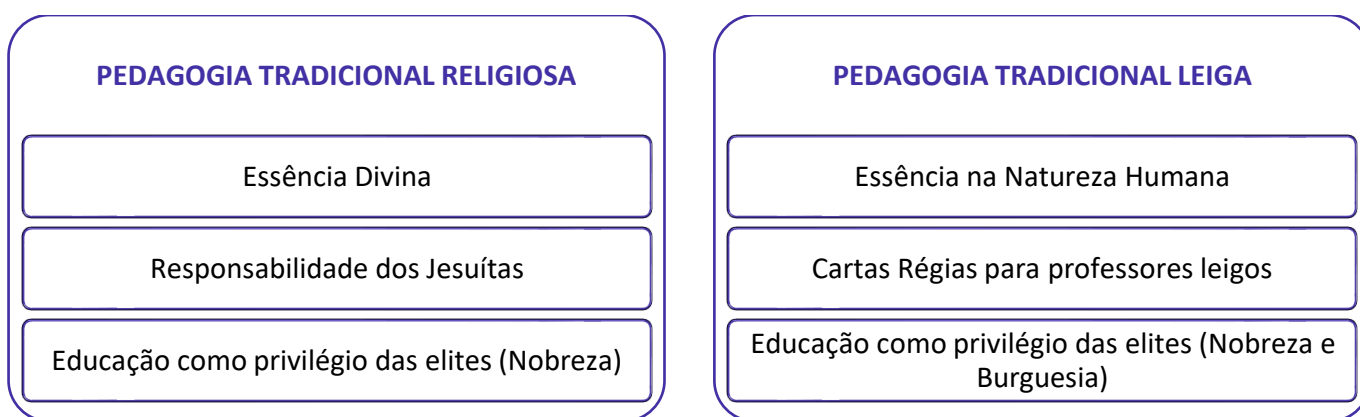 PEDAGOGIA TRADICIONAL RELIGIOSA
Essência Divina
Responsabilidade dos Jesuítas
Educação como privilégio das elites (Nobreza)
PEDAGOGIA TRADICIONAL LEIGA
Essência na Natureza Humana
Cartas Régias para professores leigos
Educação como privilégio das elites (Nobreza e
Burguesia)